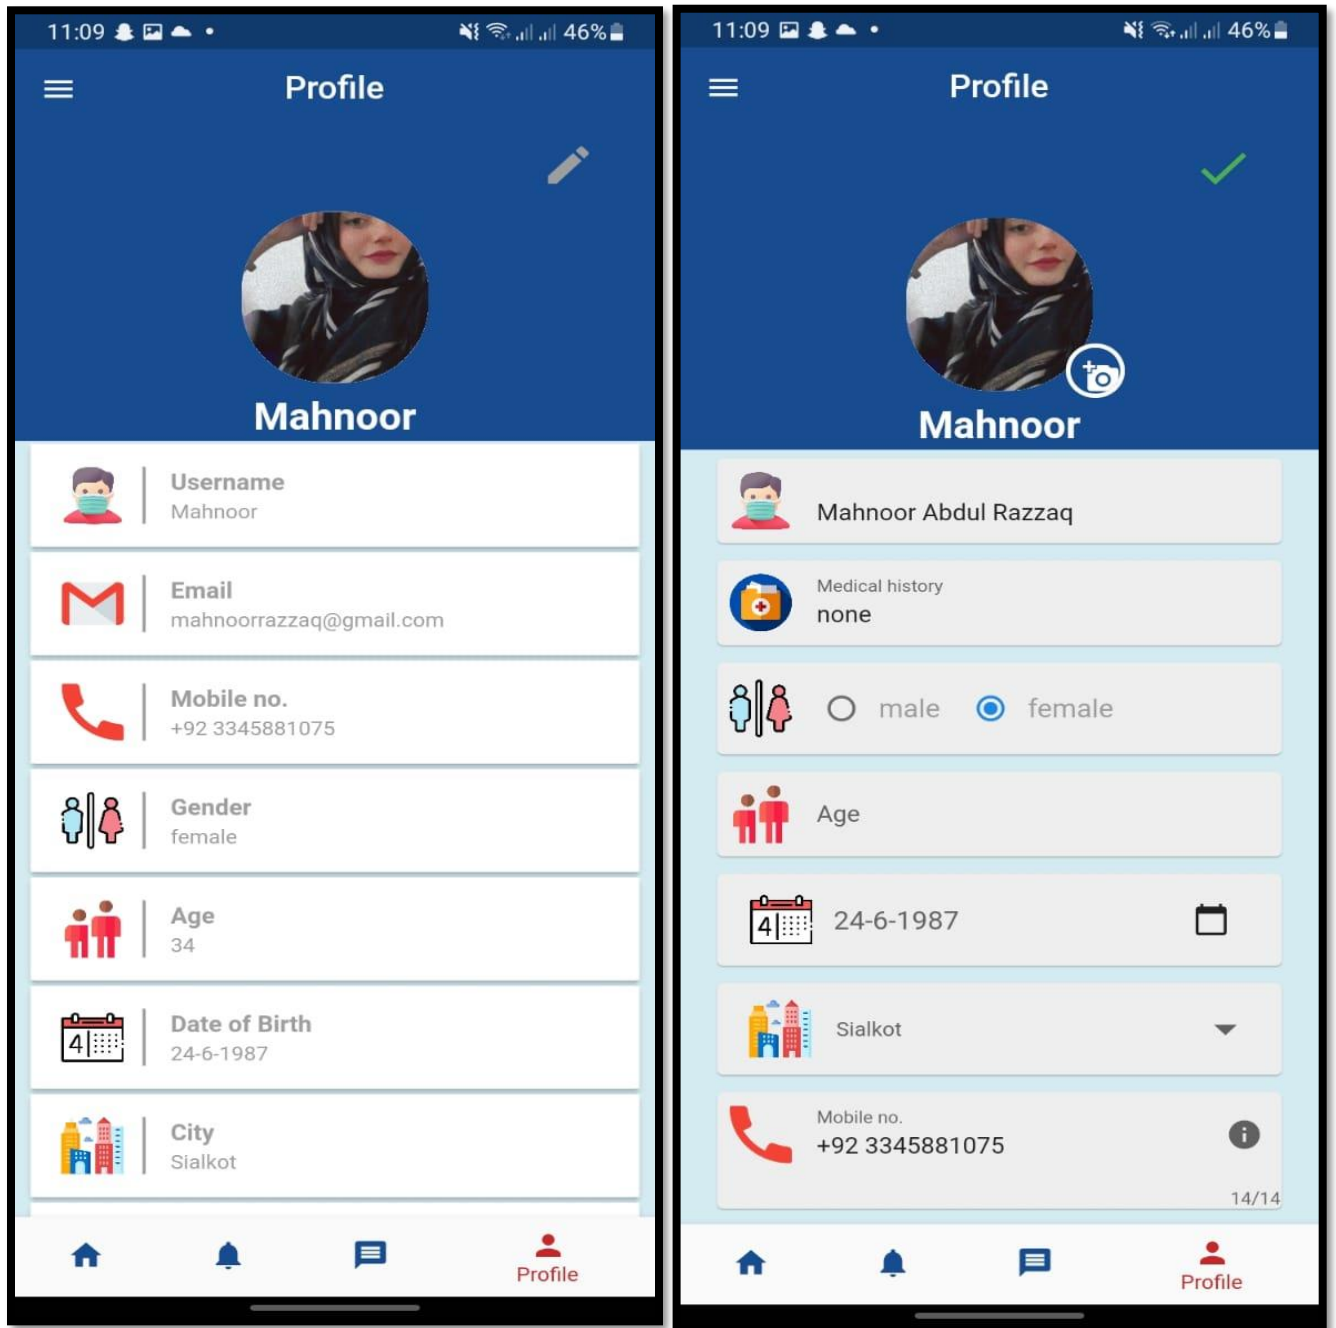 11:09
46%
Profile
Mahnoor
Username
Mahnoor
Email
mahnoorrazzaq@gmail.com
Mobile no.
+92 3345881075
Gender
female
Age
34
4
Date of Birth
24-6-1987
City
Sialkot
Profile
11:09
46%
Profile
Mahnoor
Mahnoor Abdul Razzaq
Medical history
none
male female
Age
4
24-6-1987
Sialkot
Mobile no.
+92 3345881075
14/14
Profile